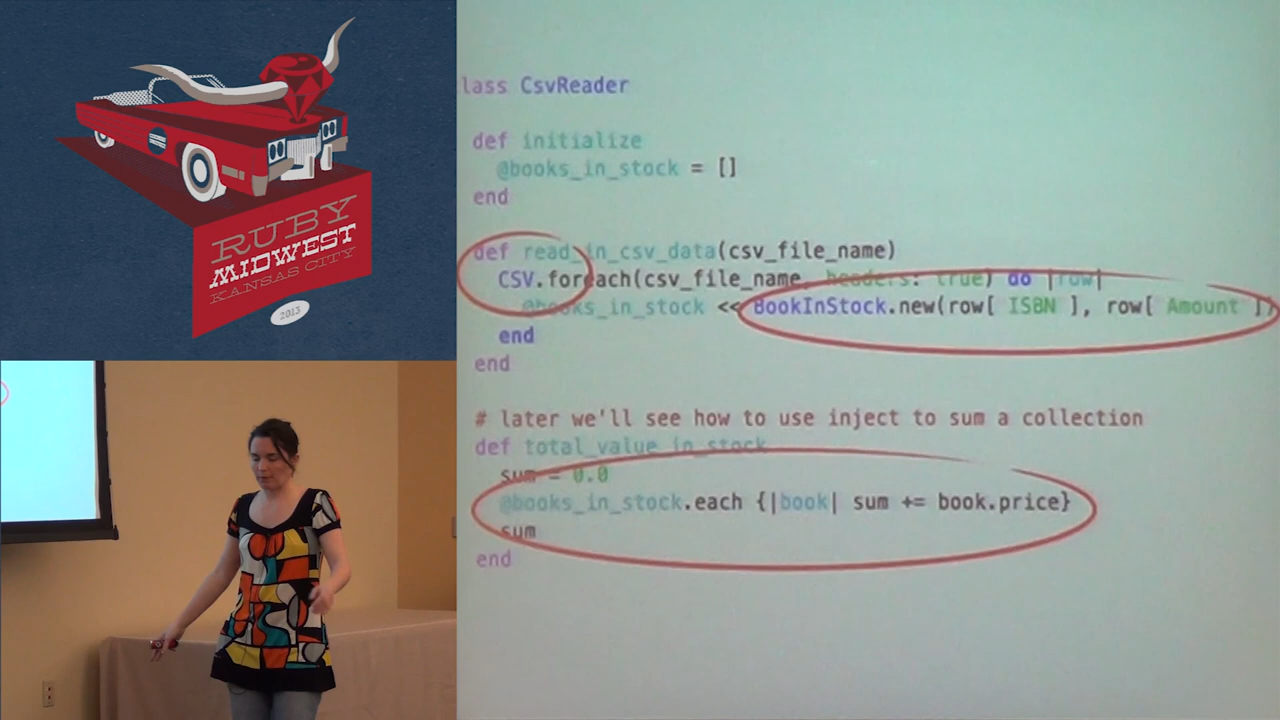 RUBY
MIDWEST
KANSAS CITY
2013
lass CsvReader
def initialize
@books_in_stock = []
end
def read_in_csv_data(csv_file_name)
CSV.foreach(csv_file_name, headers: true) do |row|
@books_in_stock << BookInStock.new(row[ ISBN ], row[ Amount ])
end
end
# later we'll see how to use inject to sum a collection
def total_value_in_stock
sum = 0.0
@books_in_stock.each {|book| sum += book.price}
sum
end